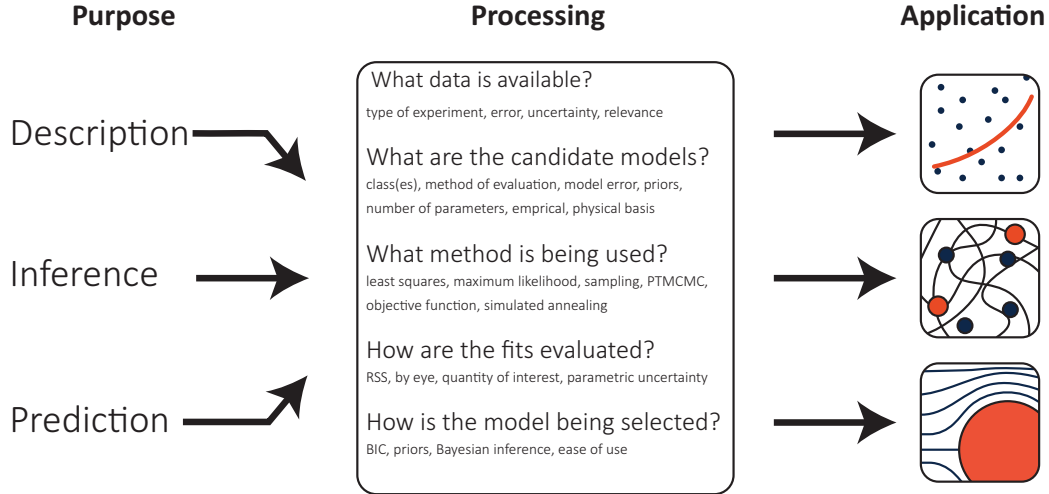 Purpose
Processing
Application
Description
Inference
Prediction
What data is available?
type of experiment, error, uncertainty, relevance
What are the candidate models?
class(es), method of evaluation, model error, priors,
number of parameters, emprical, physical basis
What method is being used?
least squares, maximum likelihood, sampling, PTMCMC,
objective function, simulated annealing
How are the fits evaluated?
RSS, by eye, quantity of interest, parametric uncertainty
How is the model being selected?
BIC, priors, Bayesian inference, ease of use